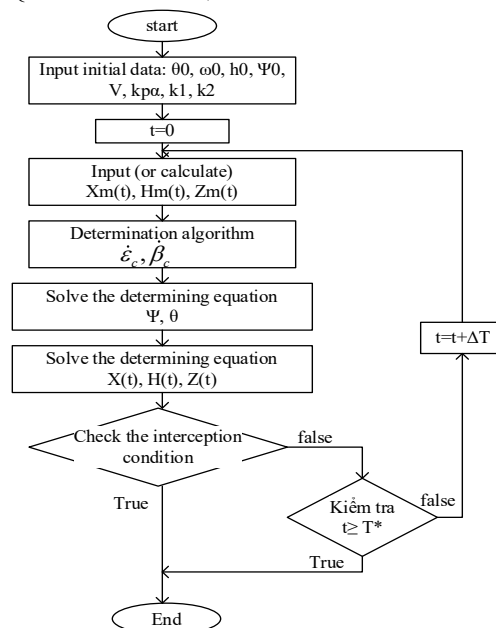 start
Input initial data: θ0, ω0, h0, Ψ0,
V, kpα, k1, k2
t=0
Input (or calculate)
Xm(t), Hm(t), Zm(t)
Determination algorithm
ε̇c, β̇c
Solve the determining equation
Ψ, θ
t=t+ΔT
Solve the determining equation
X(t), H(t), Z(t)
Check the interception
condition
false
True
Kiểm tra
t≥ T*
false
True
End